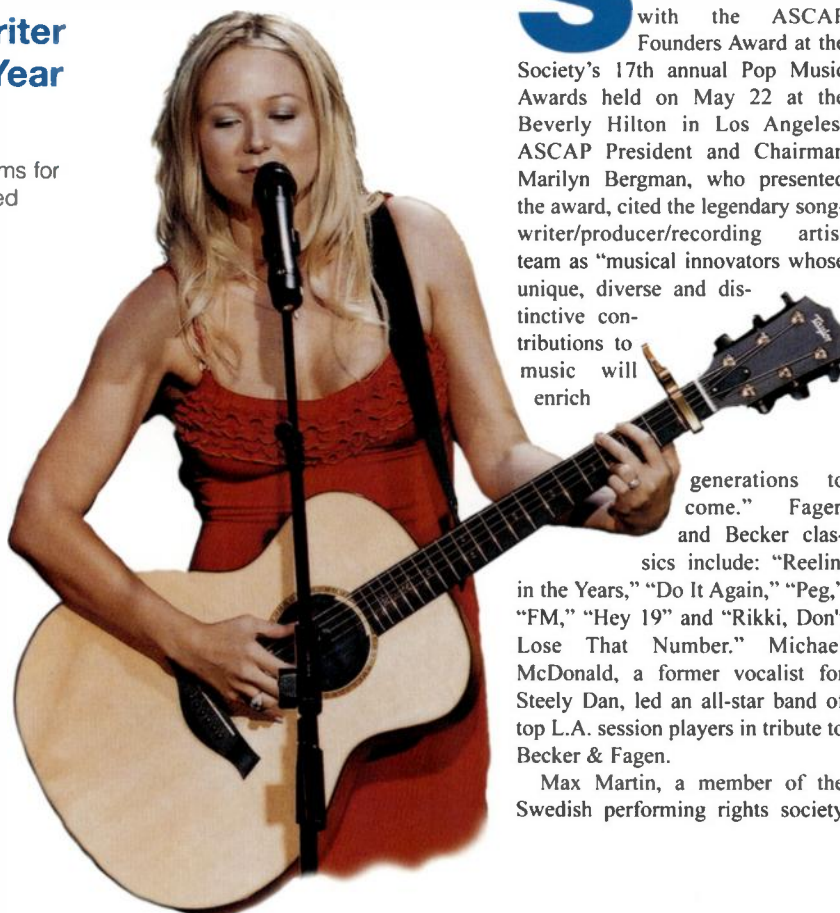 riter
Year
ms for
ed
S
with the ASCAP
Founders Award at the
Society's 17th annual Pop Music
Awards held on May 22 at the
Beverly Hilton in Los Angeles.
ASCAP President and Chairman
Marilyn Bergman, who presented
the award, cited the legendary song-
writer/producer/recording artist
team as “musical innovators whose
unique, diverse and dis-
tinctive con-
tributions to
music will
enrich
generations to
come.” Fagen
and Becker clas-
sics include: “Reelin
in the Years,” “Do It Again,” “Peg,”
“FM,” “Hey 19” and “Rikki, Don't
Lose That Number.” Michael
McDonald, a former vocalist for
Steely Dan, led an all-star band of
top L.A. session players in tribute to
Becker & Fagen.
Max Martin, a member of the
Swedish performing rights society
Taylor